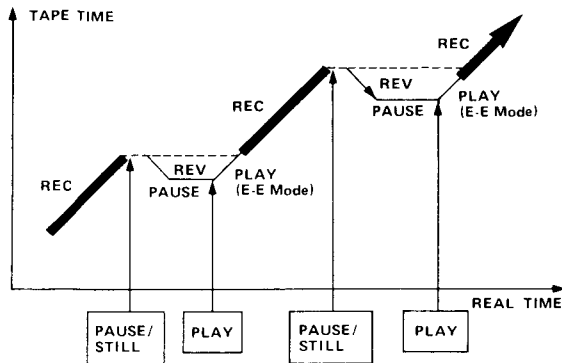 TAPE TIME
REC
REV
PAUSE
PLAY
(E-E Mode)
REC
REC
REV
PAUSE
PLAY
(E-E Mode)
REAL TIME
PAUSE/
STILL
PLAY
PAUSE/
STILL
PLAY